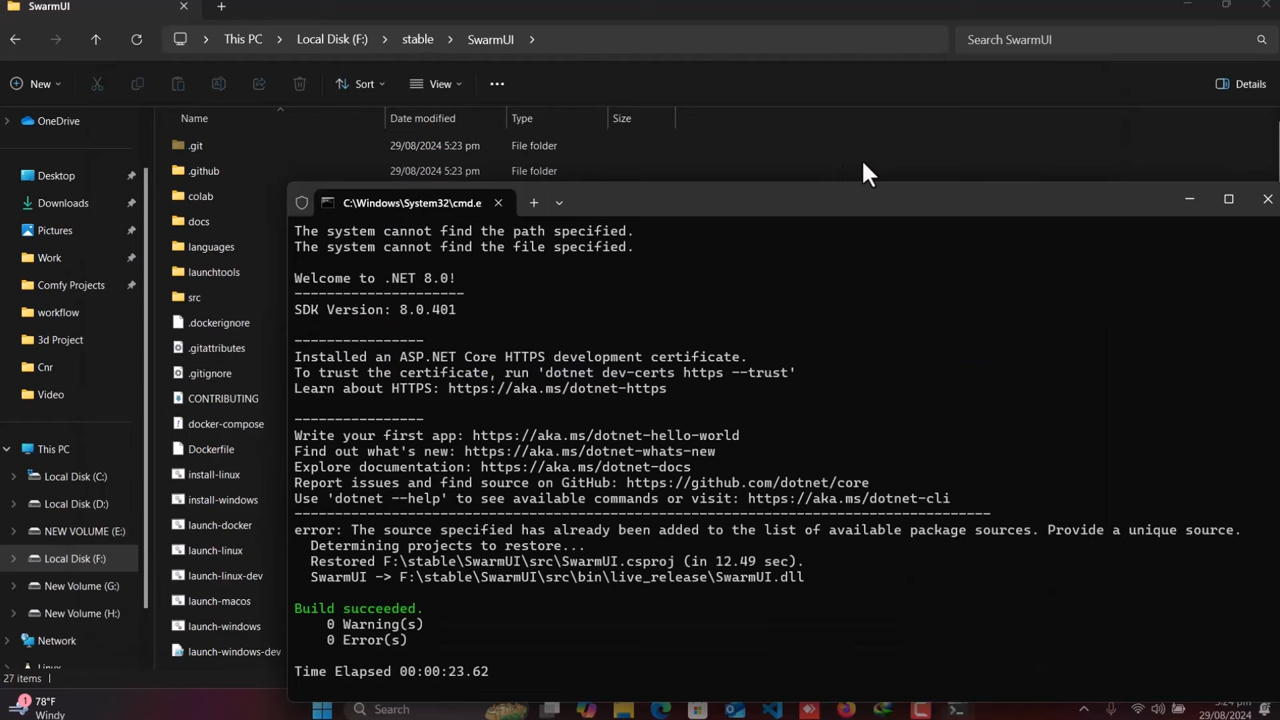 SwarmUI
This PC
Local Disk (F:)
stable
SwarmUI
Search SwarmUI
New
Sort
View
Details
Name
Date modified
Type
Size
OneDrive
Desktop
Downloads
Pictures
Work
Comfy Projects
workflow
3d Project
Cnr
Video
This PC
Local Disk (C:)
Local Disk (D:)
NEW VOLUME (E:)
Local Disk (F:)
New Volume (G:)
New Volume (H:)
Network
Linux
.git 29/08/2024 5:23 pm File folder
.github 29/08/2024 5:23 pm File folder
colab
docs
languages
launchtools
src
.dockerignore
.gitattributes
.gitignore
CONTRIBUTING
docker-compose
Dockerfile
install-linux
install-windows
launch-docker
launch-linux
launch-linux-dev
launch-macos
launch-windows
launch-windows-dev
27 items
C:\Windows\System32\cmd.e
The system cannot find the path specified.
The system cannot find the file specified.
Welcome to .NET 8.0!
---------------------
SDK Version: 8.0.401
----------------
Installed an ASP.NET Core HTTPS development certificate.
To trust the certificate, run 'dotnet dev-certs https --trust'
Learn about HTTPS: https://aka.ms/dotnet-https
----------------
Write your first app: https://aka.ms/dotnet-hello-world
Find out what's new: https://aka.ms/dotnet-whats-new
Explore documentation: https://aka.ms/dotnet-docs
Report issues and find source on GitHub: https://github.com/dotnet/core
Use 'dotnet --help' to see available commands or visit: https://aka.ms/dotnet-cli
--------------------------------------------------------------------------------------
error: The source specified has already been added to the list of available package sources. Provide a unique source.
Determining projects to restore...
Restored F:\stable\SwarmUI\src\SwarmUI.csproj (in 12.49 sec).
SwarmUI -> F:\stable\SwarmUI\src\bin\live_release\SwarmUI.dll
Build succeeded.
0 Warning(s)
0 Error(s)
Time Elapsed 00:00:23.62
1
78°F
Windy
Search
5:24 pm
29/08/2024